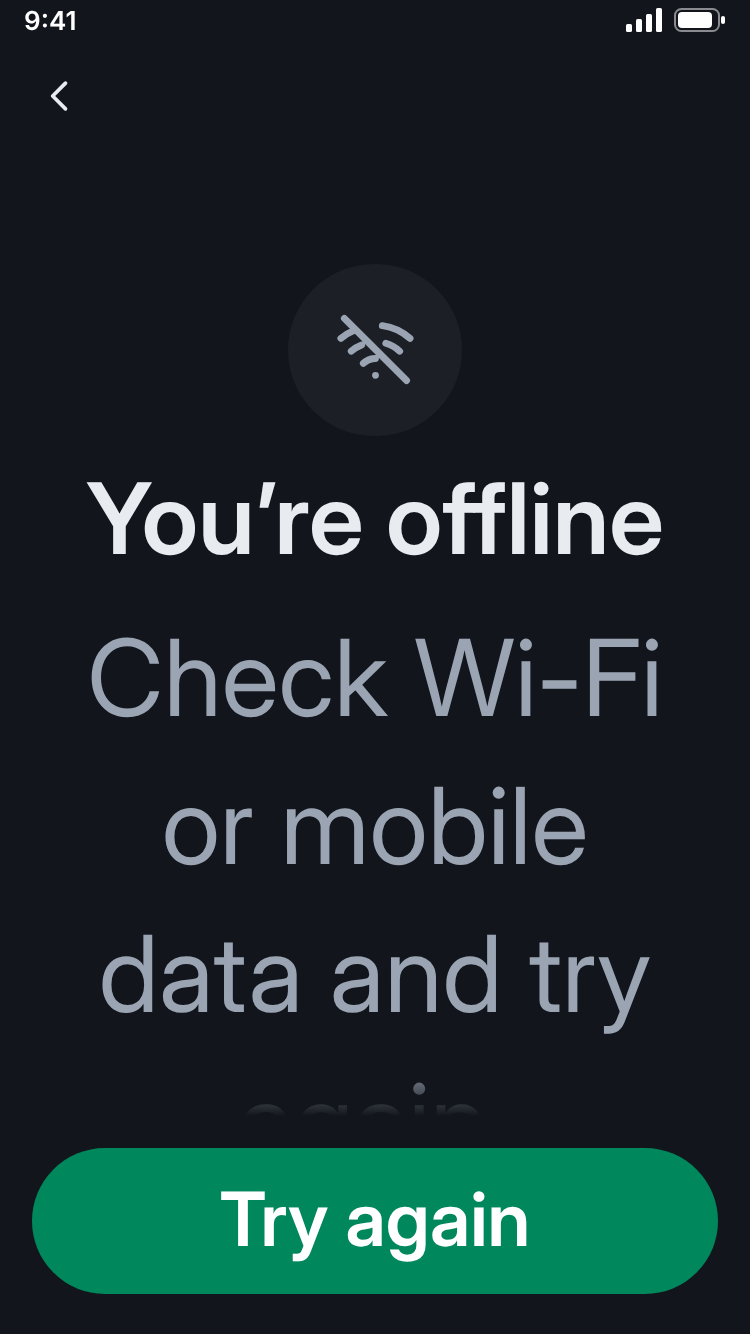 9:41
You’re offline
Check Wi-Fi
or mobile
data and try
Try again